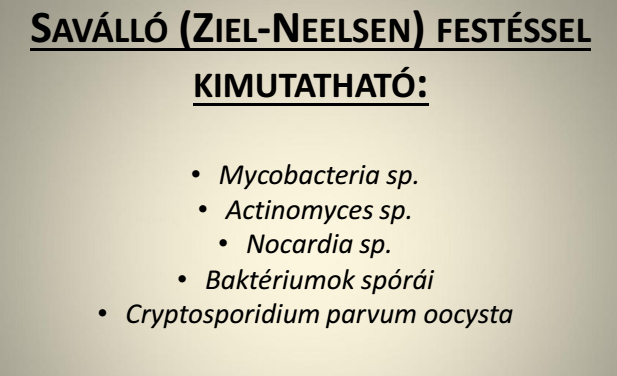 SAVÁLLÓ (ZIEL-NEELSEN) FESTÉSSEL
KIMUTATHATÓ:
• Mycobacteria sp.
• Actinomyces sp.
• Nocardia sp.
• Baktériumok spórái
• Cryptosporidium parvum oocysta